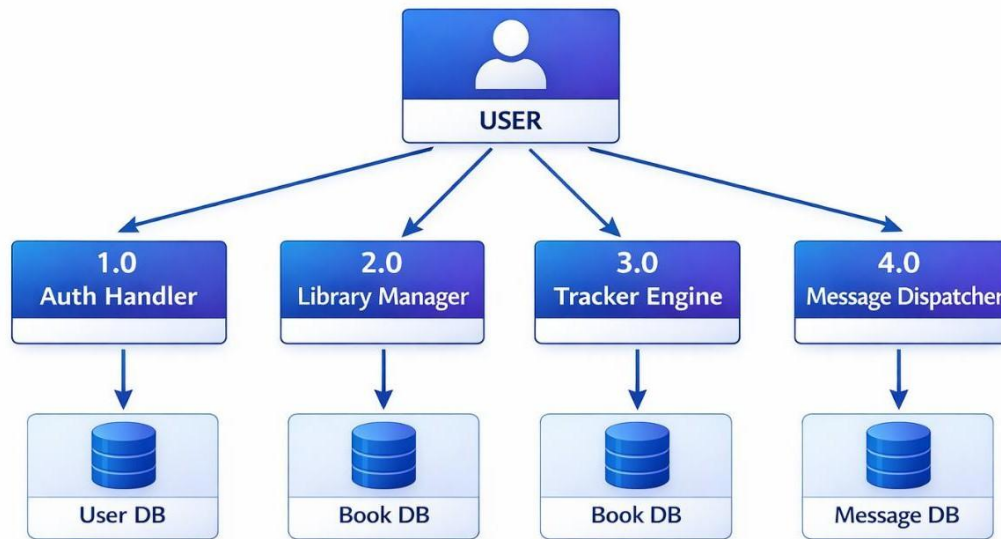 USER
1.0
Auth Handler
2.0
Library Manager
3.0
Tracker Engine
4.0
Message Dispatcher
User DB
Book DB
Book DB
Message DB